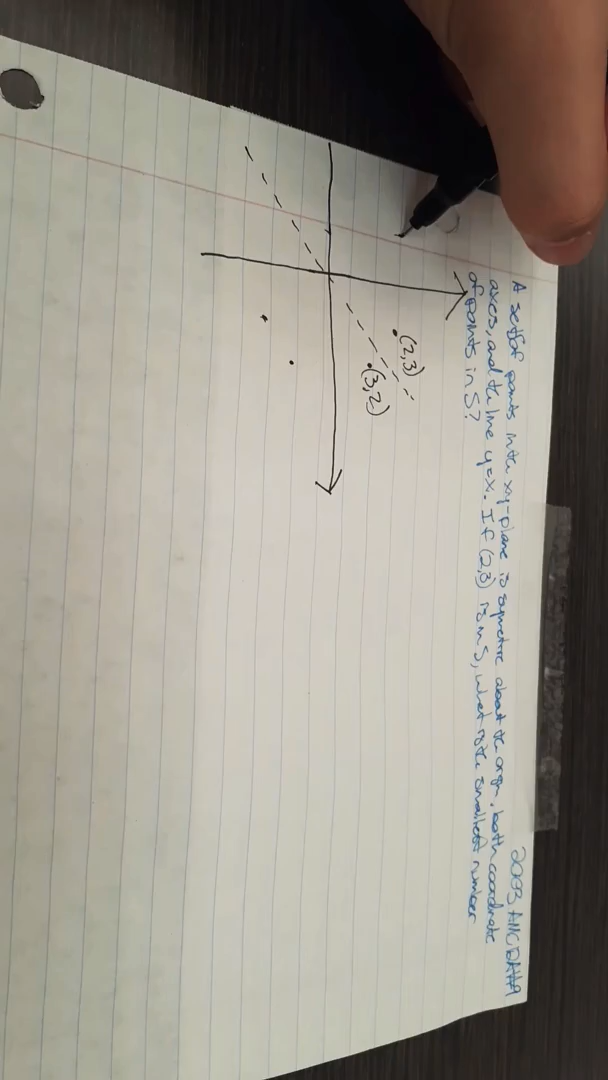 2003 AMC 12A #9
A set S of points in the xy-plane is symmetric about the origin, both coordinate
axes, and the line y=x. If (2,3) is in S, what is the smallest number
of points in S?
(2,3)
(3,2)